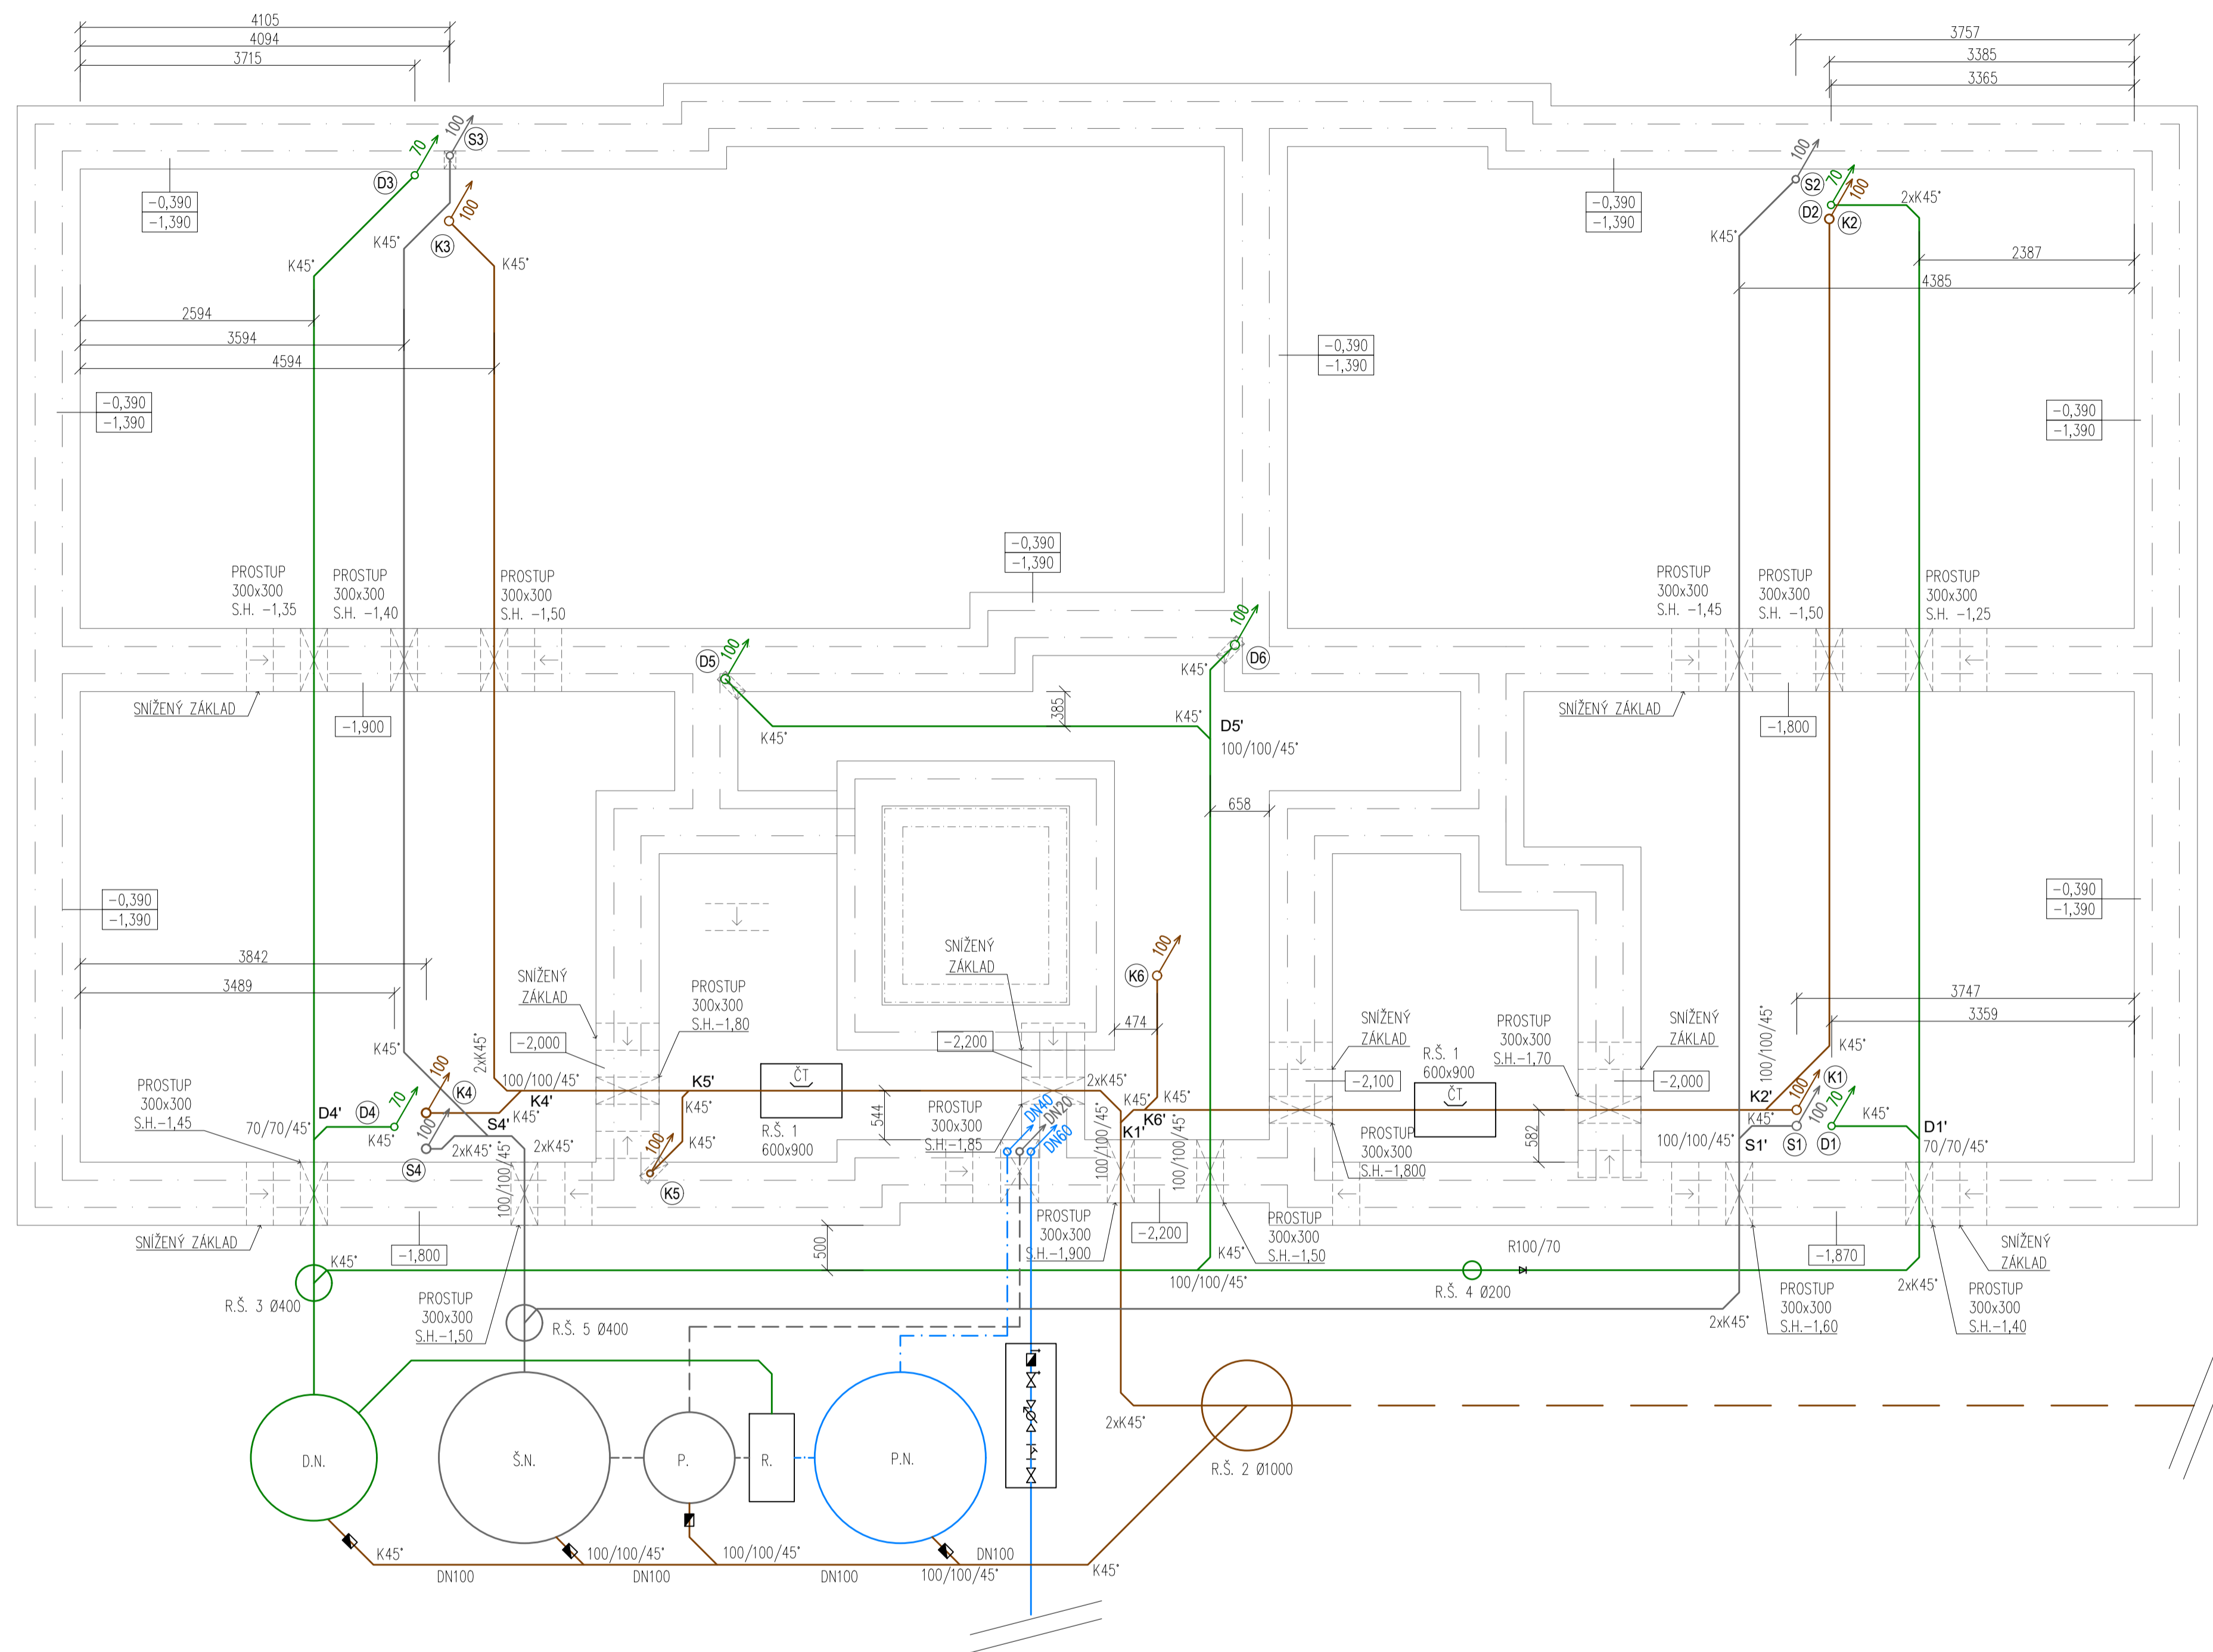 4105
4094
3715
3757
3385
3365
100
S3
70
D3
100
K3
100
S2
70
D2
100
K2
2xK45°
-0,390
-1,390
-0,390
-1,390
K45°
K45°
K45°
K45°
2387
4385
2594
3594
4594
-0,390
-1,390
-0,390
-1,390
-0,390
-1,390
-0,390
-1,390
PROSTUP
300x300
S.H. -1,35
PROSTUP
300x300
S.H. -1,40
PROSTUP
300x300
S.H. -1,50
PROSTUP
300x300
S.H. -1,45
PROSTUP
300x300
S.H. -1,50
PROSTUP
300x300
S.H. -1,25
100
D5
100
D6
K45°
SNÍŽENÝ ZÁKLAD
-1,900
K45°
385
K45°
D5'
100/100/45°
SNÍŽENÝ ZÁKLAD
-1,800
658
-0,390
-1,390
-0,390
-1,390
3842
3489
SNÍŽENÝ
ZÁKLAD
PROSTUP
300x300
S.H.-1,80
SNÍŽENÝ
ZÁKLAD
100
K6
474
3747
3359
K45°
2xK45°
-2,000
-2,200
SNÍŽENÝ
ZÁKLAD
-2,100
R.Š. 1
600x900
ČT
PROSTUP
300x300
S.H.-1,70
SNÍŽENÝ
ZÁKLAD
-2,000
100/100/45°
K45°
PROSTUP
300x300
S.H.-1,45
D4'
70/70/45°
K45°
D4
70
100
K4
100
S4
100/100/45°
K4'
K45°
S4'
2xK45°
2xK45°
100/100/45°
K5'
K45°
K45°
100
K5
ČT
R.Š. 1
600x900
544
PROSTUP
300x300
S.H.-1,85
DN40
DN20
DN60
2xK45°
K45°
K45°
K6'
K1'
100/100/45°
100/100/45°
PROSTUP
300x300
S.H.-1,800
582
K2'
K45°
100
K1
100
S1
70
D1
K45°
D1'
70/70/45°
S1'
100/100/45°
SNÍŽENÝ ZÁKLAD
-1,800
500
PROSTUP
300x300
S.H.-1,900
-2,200
PROSTUP
300x300
S.H.-1,50
-1,870
SNÍŽENÝ
ZÁKLAD
K45°
R.Š. 3 Ø400
PROSTUP
300x300
S.H.-1,50
R.Š. 5 Ø400
K45°
100/100/45°
R100/70
R.Š. 4 Ø200
2xK45°
2xK45°
PROSTUP
300x300
S.H.-1,60
PROSTUP
300x300
S.H.-1,40
D.N.
Š.N.
P.
R.
P.N.
2xK45°
R.Š. 2 Ø1000
K45°
100/100/45°
100/100/45°
DN100
DN100
DN100
DN100
100/100/45°
K45°